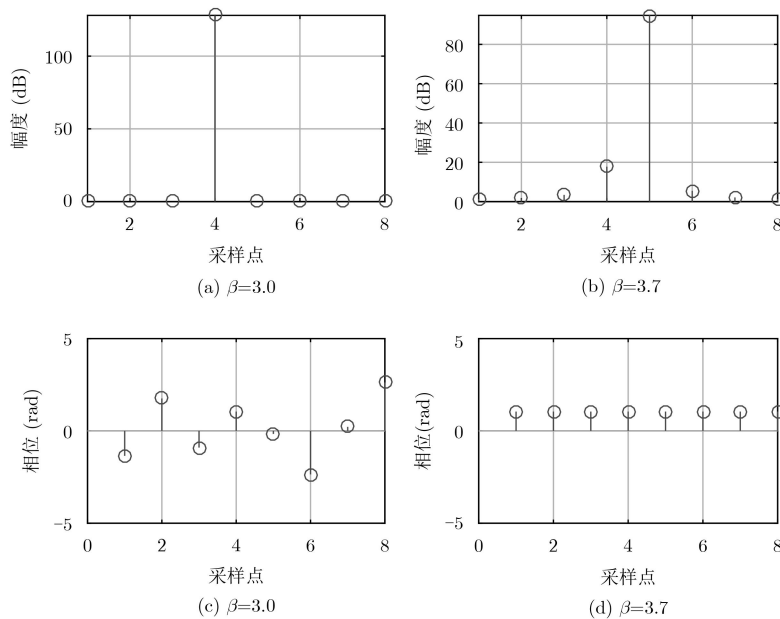 幅度 (dB)
100
50
0
2 4 6 8
采样点
(a) β=3.0
幅度 (dB)
80
60
40
20
0
2 4 6 8
采样点
(b) β=3.7
相位 (rad)
5
0
−5
0 2 4 6 8
采样点
(c) β=3.0
相位(rad)
5
0
−5
0 2 4 6 8
采样点
(d) β=3.7